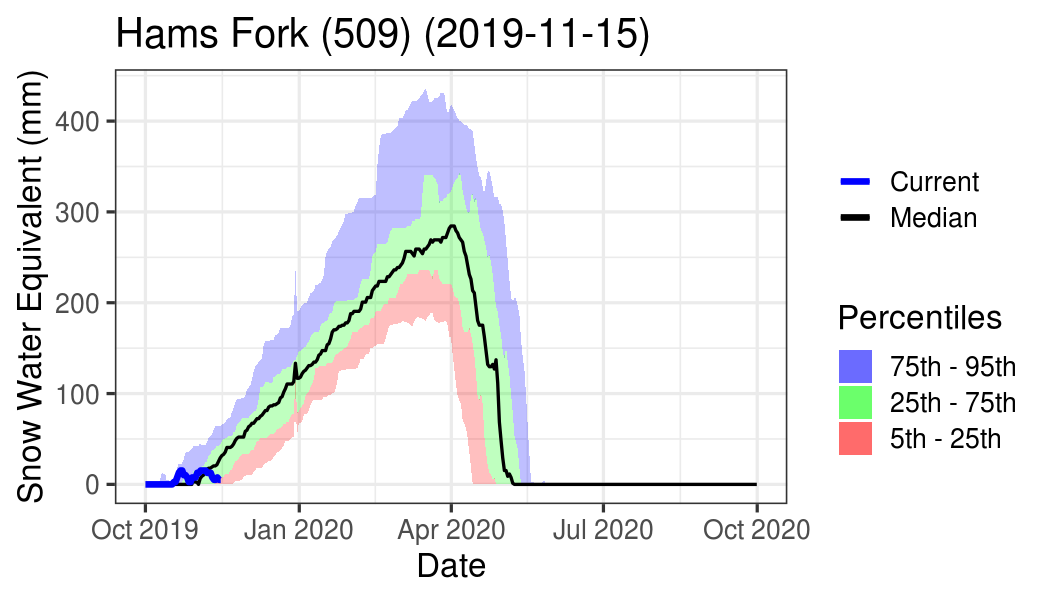 Hams Fork (509) (2019-11-15)
Snow Water Equivalent (mm)
400
300
200
100
0
Oct 2019 Jan 2020 Apr 2020 Jul 2020 Oct 2020
Date
Current
Median
Percentiles
75th - 95th
25th - 75th
5th - 25th